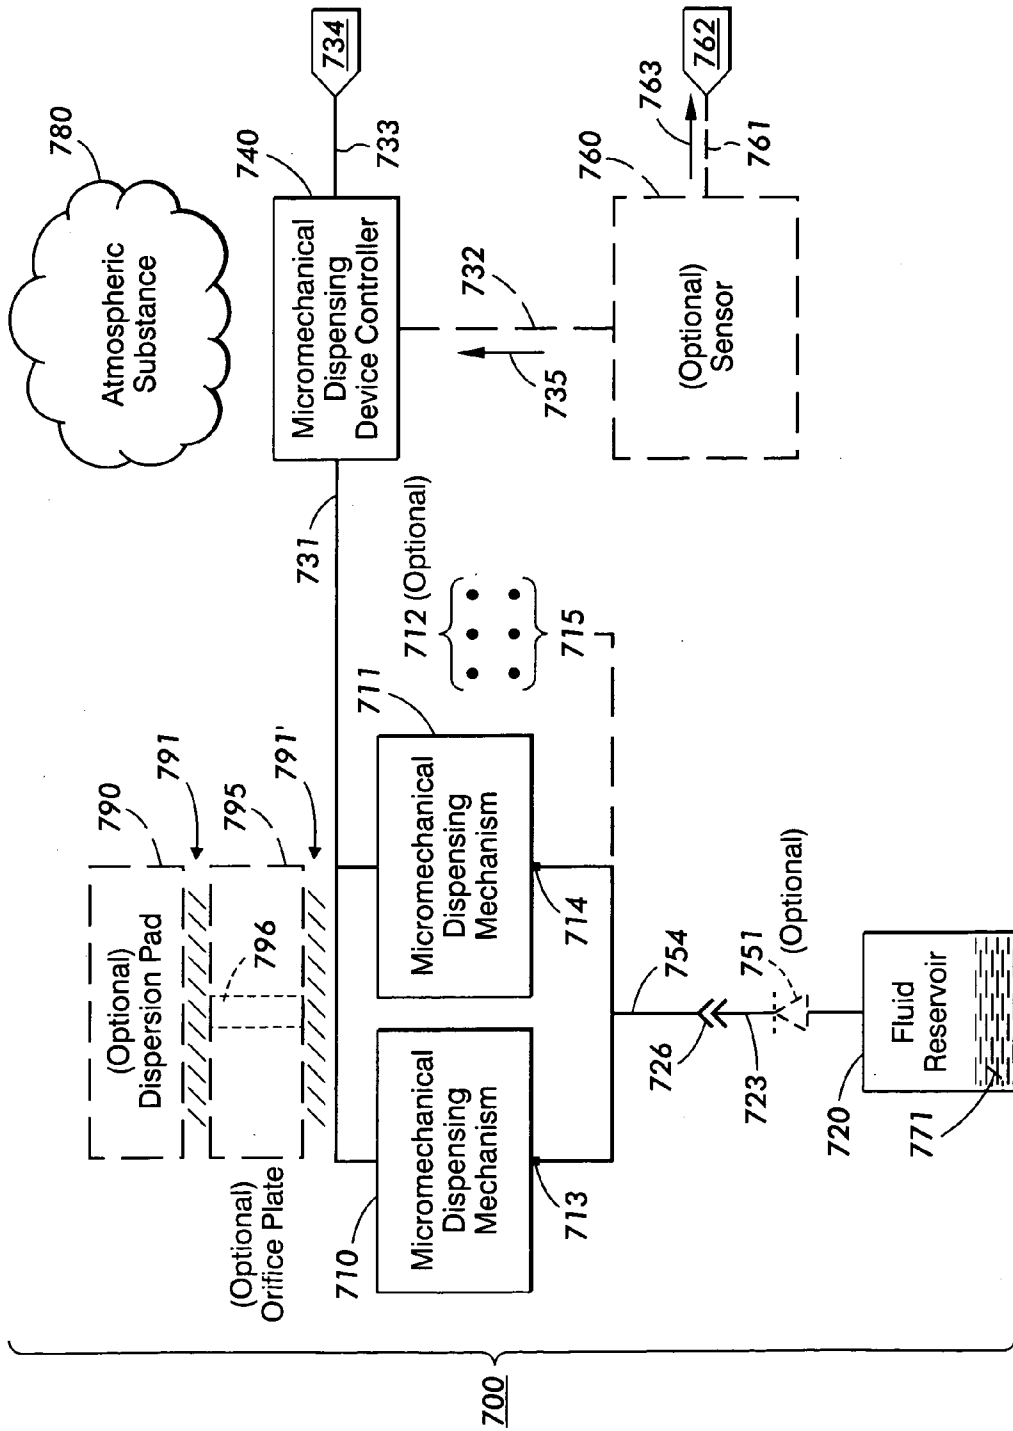 780
Atmospheric
Substance
734
740
733
Micromechanical
Dispensing
Device Controller
763
762
760
761
732
735
(Optional)
Sensor
731
712 (Optional)
715
711
791
791'
790
795
(Optional)
Dispersion Pad
796
(Optional)
Orifice Plate
Micromechanical
Dispensing
Mechanism
714
710
Micromechanical
Dispensing
Mechanism
713
754
726
723
751
(Optional)
Fluid
Reservoir
720
771
700